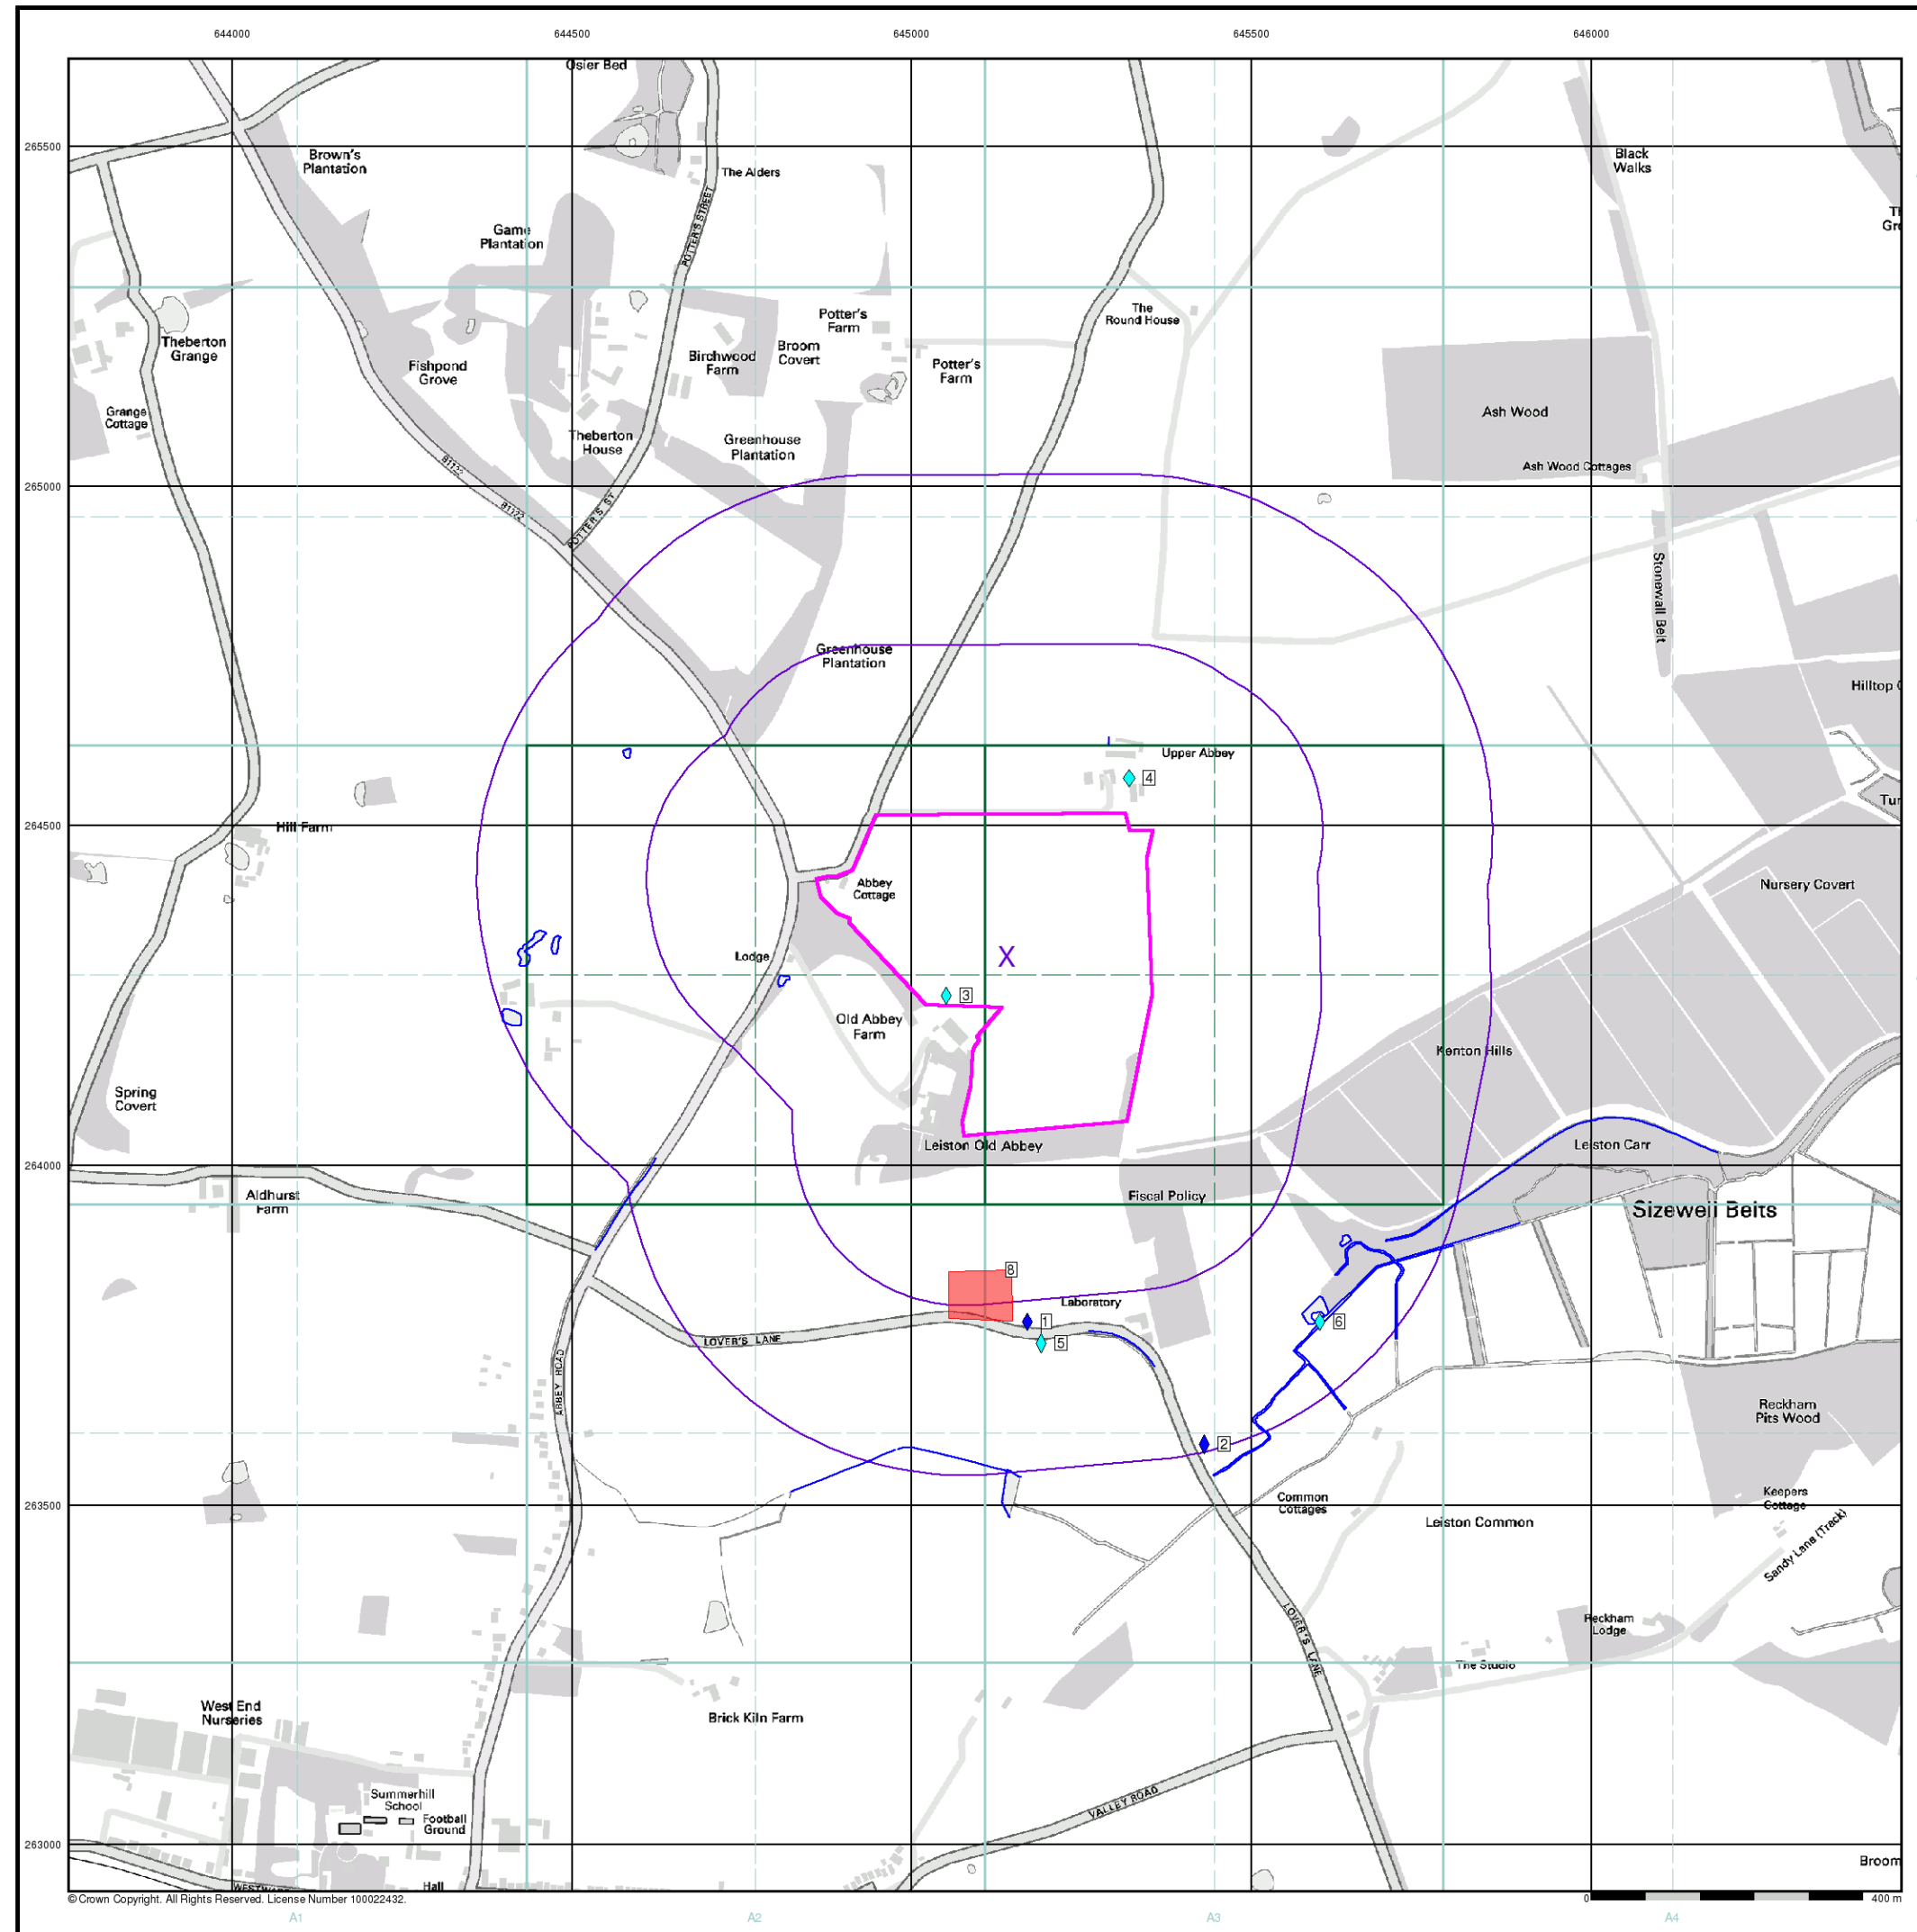 644000 644500 645000 645500 646000
Osier Bed
265500
Brown's
Plantation
The Alders
Black
Walks
POTTER'S STREET
Game
Plantation
The
Round House
Potter's
Farm
Theberton
Grange
Broom
Covert
Birchwood
Farm
Fishpond
Grove
Potter's
Farm
Grange
Cottage
Ash Wood
Theberton
House
Greenhouse
Plantation
B1122
Ash Wood Cottages
265000
B1122
POTTER'S ST
Stonewall Belt
Greenhouse
Plantation
Hilltop
Upper Abbey
4
264500
Hill Farm
Abbey
Cottage
Nursery Covert
Lodge
X
3
Old Abbey
Farm
Kenton Hills
Spring
Covert
Leiston Old Abbey
Leiston Carr
264000
Aldhurst
Farm
Fiscal Policy
Sizewell Belts
8
Laboratory
1
6
LOVER'S LANE
5
ABBEY ROAD
Reckham
Pits Wood
2
263500
Common
Cottages
Keepers
Cottage
Leiston Common
Sandy Lane (Track)
LOVER'S LANE
Reckham
Lodge
The Studio
West End
Nurseries
Brick Kiln Farm
Summerhill
School
Football
Ground
VALLEY ROAD
263000
Broom
Hall
© Crown Copyright. All Rights Reserved. License Number 100022432.
0 400 m
A1 A2 A3 A4